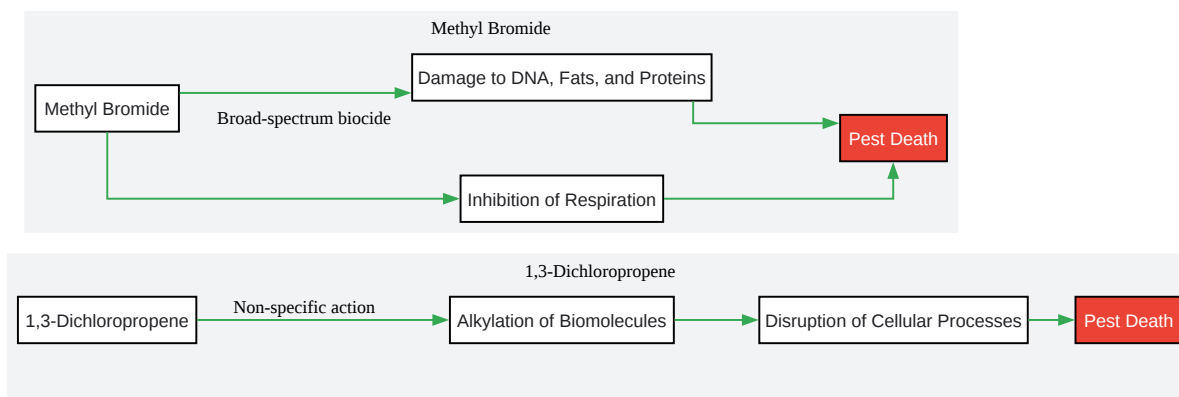 Methyl Bromide
Damage to DNA, Fats, and Proteins
Methyl Bromide
Broad-spectrum biocide
Pest Death
Inhibition of Respiration
1,3-Dichloropropene
1,3-Dichloropropene
Non-specific action
Alkylation of Biomolecules
Disruption of Cellular Processes
Pest Death